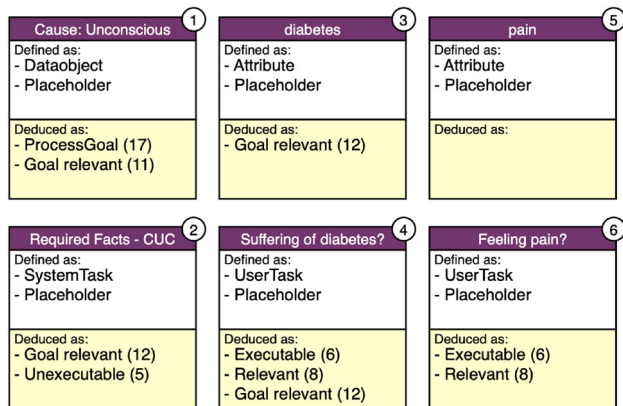 1
Cause: Unconscious
Defined as:
- Dataobject
- Placeholder
Deduced as:
- ProcessGoal (17)
- Goal relevant (11)
3
diabetes
Defined as:
- Attribute
- Placeholder
Deduced as:
- Goal relevant (12)
5
pain
Defined as:
- Attribute
- Placeholder
Deduced as:
2
Required Facts - CUC
Defined as:
- SystemTask
- Placeholder
Deduced as:
- Goal relevant (12)
- Unexecutable (5)
4
Suffering of diabetes?
Defined as:
- UserTask
- Placeholder
Deduced as:
- Executable (6)
- Relevant (8)
- Goal relevant (12)
6
Feeling pain?
Defined as:
- UserTask
- Placeholder
Deduced as:
- Executable (6)
- Relevant (8)